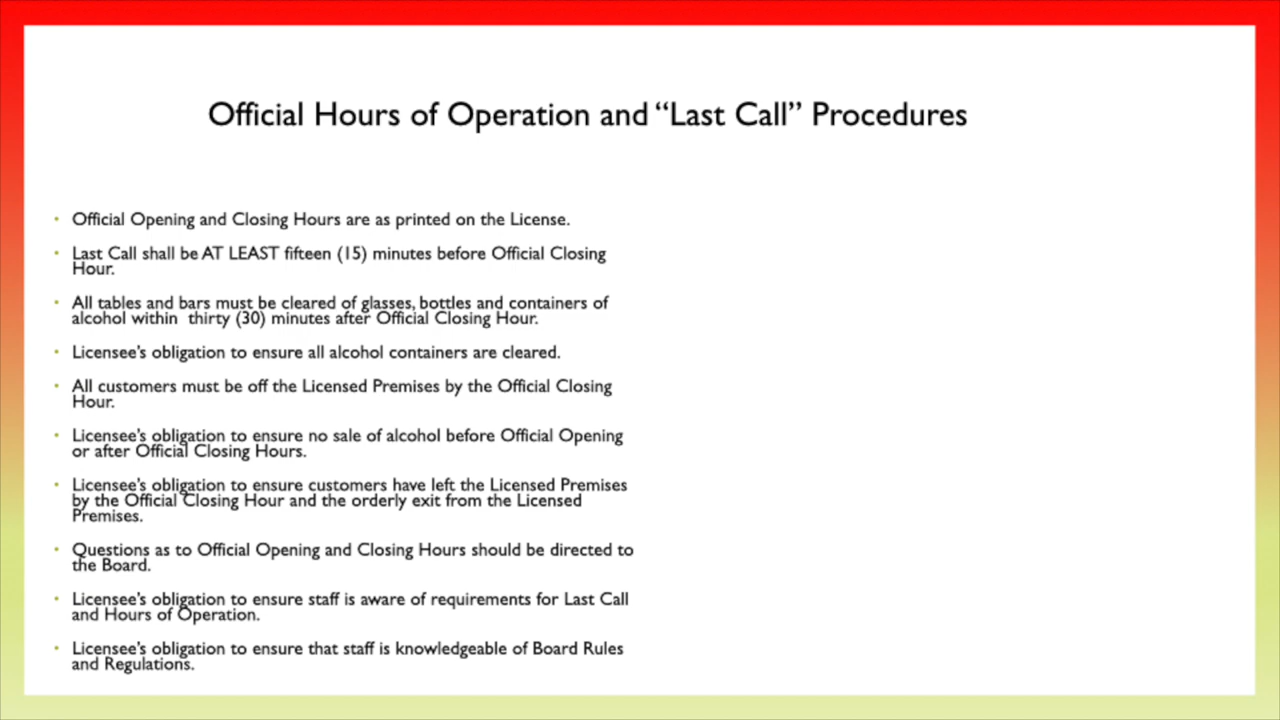 Official Hours of Operation and “Last Call” Procedures
• Official Opening and Closing Hours are as printed on the License.
• Last Call shall be AT LEAST fifteen (15) minutes before Official Closing
Hour.
• All tables and bars must be cleared of glasses, bottles and containers of
alcohol within thirty (30) minutes after Official Closing Hour.
• Licensee’s obligation to ensure all alcohol containers are cleared.
• All customers must be off the Licensed Premises by the Official Closing
Hour.
• Licensee’s obligation to ensure no sale of alcohol before Official Opening
or after Official Closing Hours.
• Licensee’s obligation to ensure customers have left the Licensed Premises
by the Official Closing Hour and the orderly exit from the Licensed
Premises.
• Questions as to Official Opening and Closing Hours should be directed to
the Board.
• Licensee’s obligation to ensure staff is aware of requirements for Last Call
and Hours of Operation.
• Licensee’s obligation to ensure that staff is knowledgeable of Board Rules
and Regulations.